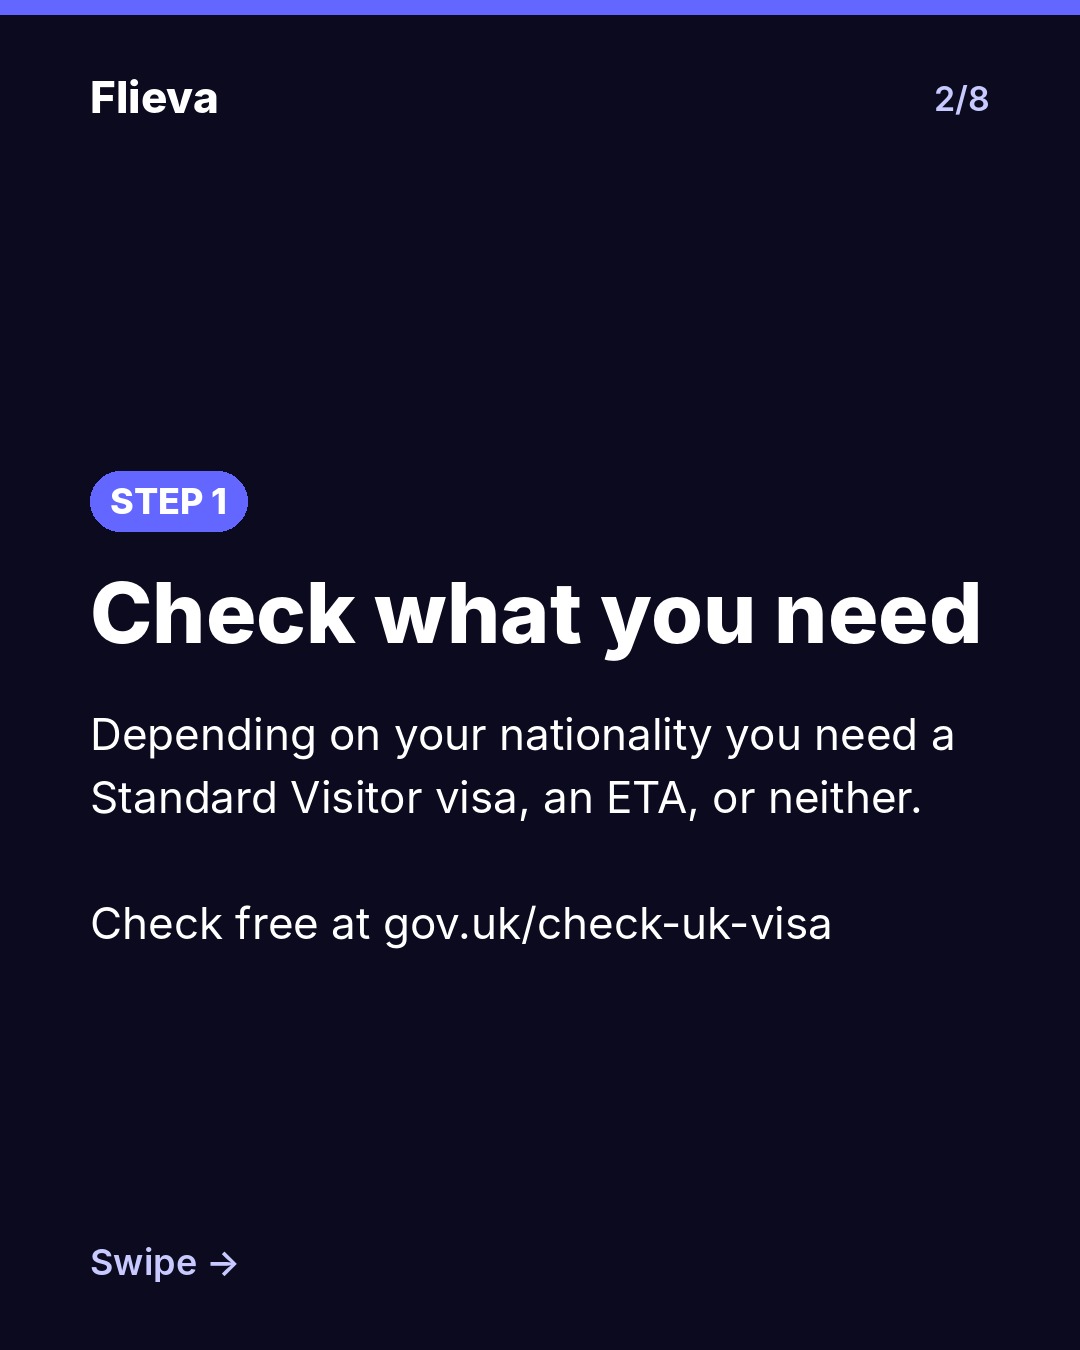 Flieva
2/8
STEP 1
Check what you need
Depending on your nationality you need a
Standard Visitor visa, an ETA, or neither.
Check free at gov.uk/check-uk-visa
Swipe →